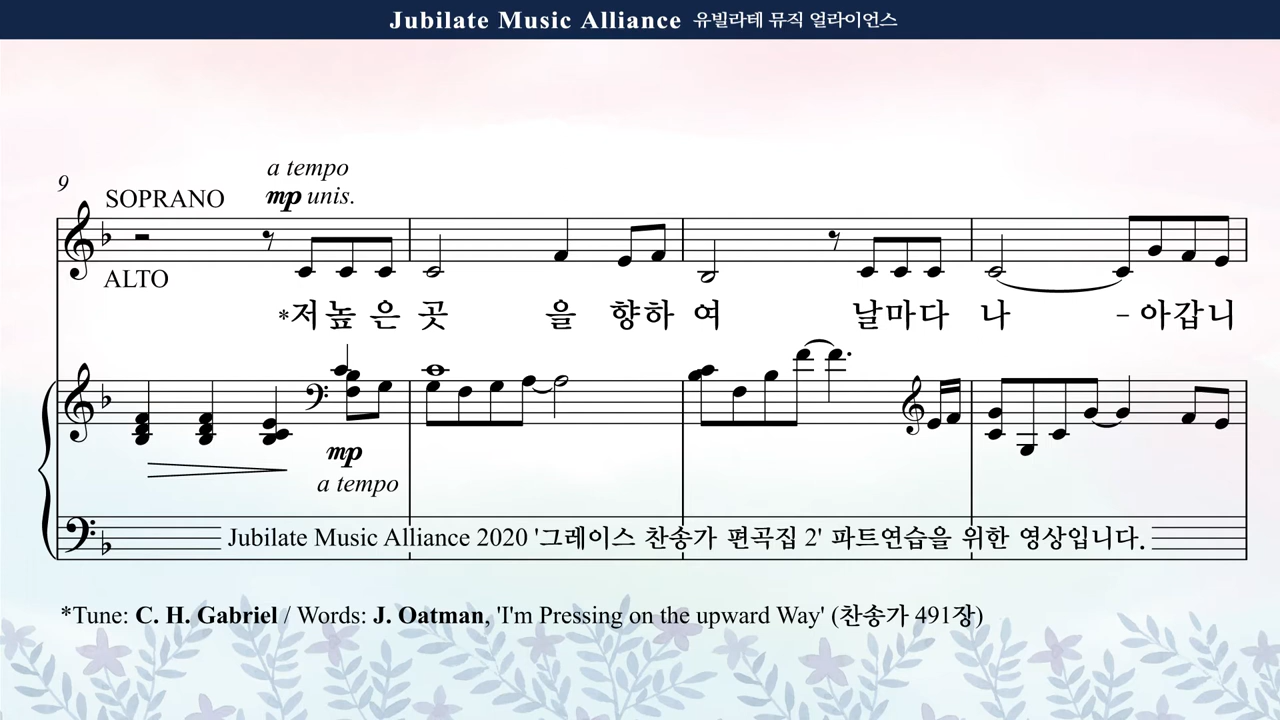 Jubilate Music Alliance 유빌라테 뮤직 얼라이언스
a tempo
9
SOPRANO mp unis.
ALTO
*저높은 곳 을 향하 여 날마다 나 - 아갑니
mp
a tempo
Jubilate Music Alliance 2020 '그레이스 찬송가 편곡집 2' 파트연습을 위한 영상입니다.
*Tune: C. H. Gabriel / Words: J. Oatman, 'I'm Pressing on the upward Way' (찬송가 491장)